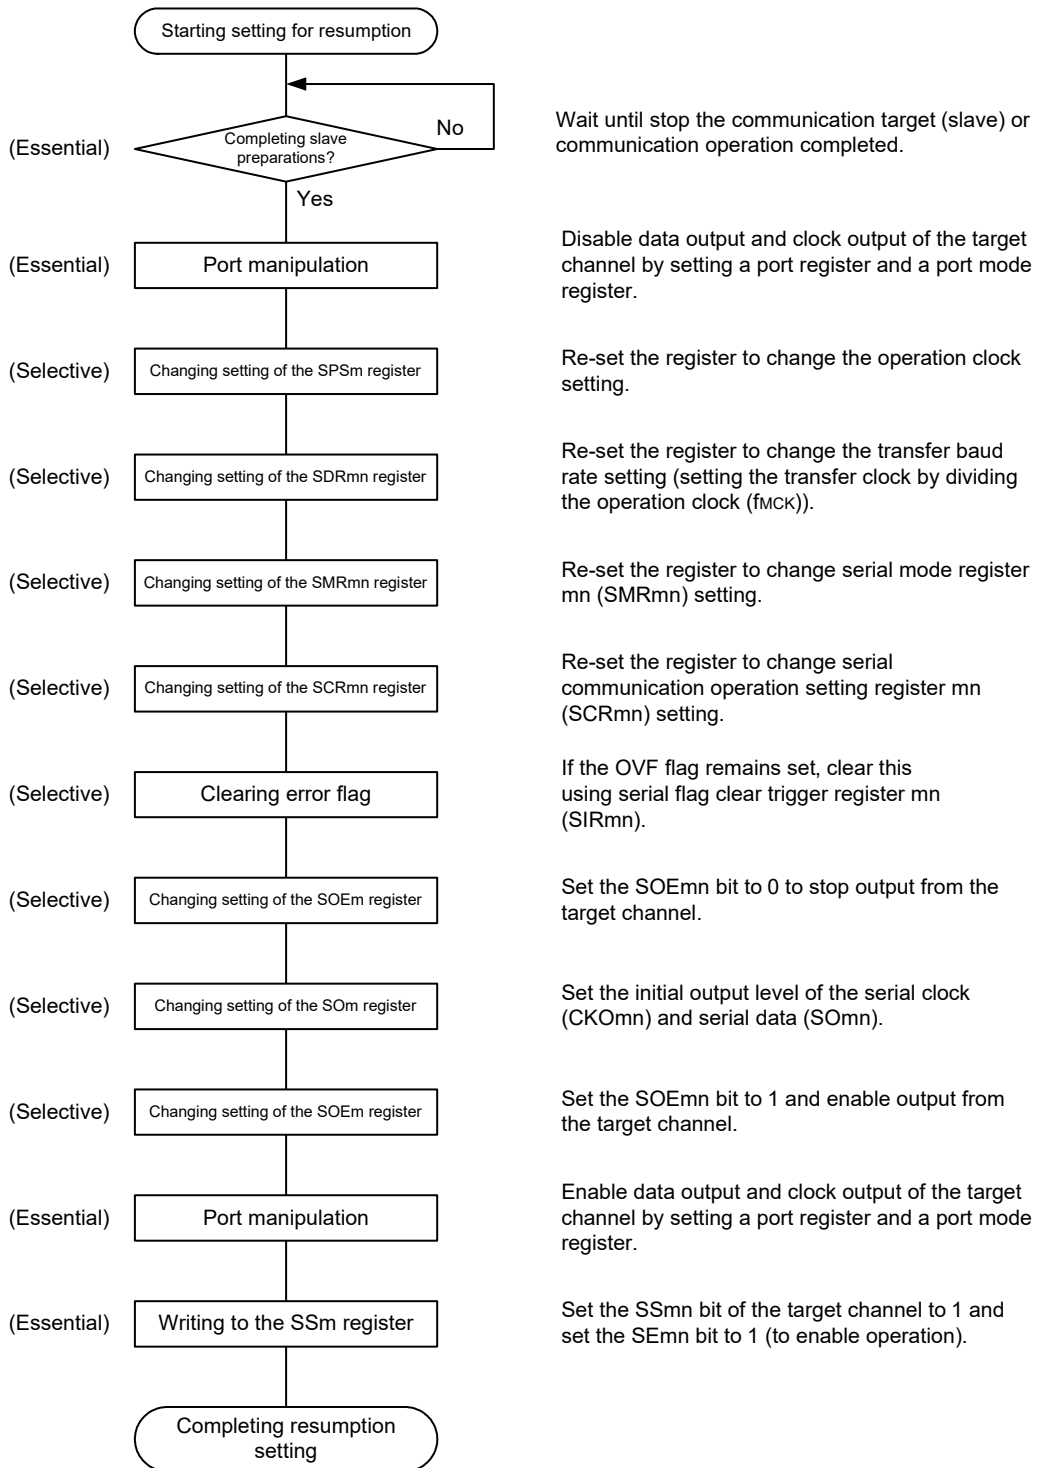 Starting setting for resumption
(Essential)
Completing slave
preparations?
No
Yes
Wait until stop the communication target (slave) or
communication operation completed.
(Essential)
Port manipulation
Disable data output and clock output of the target
channel by setting a port register and a port mode
register.
(Selective)
Changing setting of the SPSm register
Re-set the register to change the operation clock
setting.
(Selective)
Changing setting of the SDRmn register
Re-set the register to change the transfer baud
rate setting (setting the transfer clock by dividing
the operation clock (fMCK)).
(Selective)
Changing setting of the SMRmn register
Re-set the register to change serial mode register
mn (SMRmn) setting.
(Selective)
Changing setting of the SCRmn register
Re-set the register to change serial
communication operation setting register mn
(SCRmn) setting.
(Selective)
Clearing error flag
If the OVF flag remains set, clear this
using serial flag clear trigger register mn
(SIRmn).
(Selective)
Changing setting of the SOEm register
Set the SOEmn bit to 0 to stop output from the
target channel.
(Selective)
Changing setting of the SOm register
Set the initial output level of the serial clock
(CKOmn) and serial data (SOmn).
(Selective)
Changing setting of the SOEm register
Set the SOEmn bit to 1 and enable output from
the target channel.
(Essential)
Port manipulation
Enable data output and clock output of the target
channel by setting a port register and a port mode
register.
(Essential)
Writing to the SSm register
Set the SSmn bit of the target channel to 1 and
set the SEmn bit to 1 (to enable operation).
Completing resumption
setting